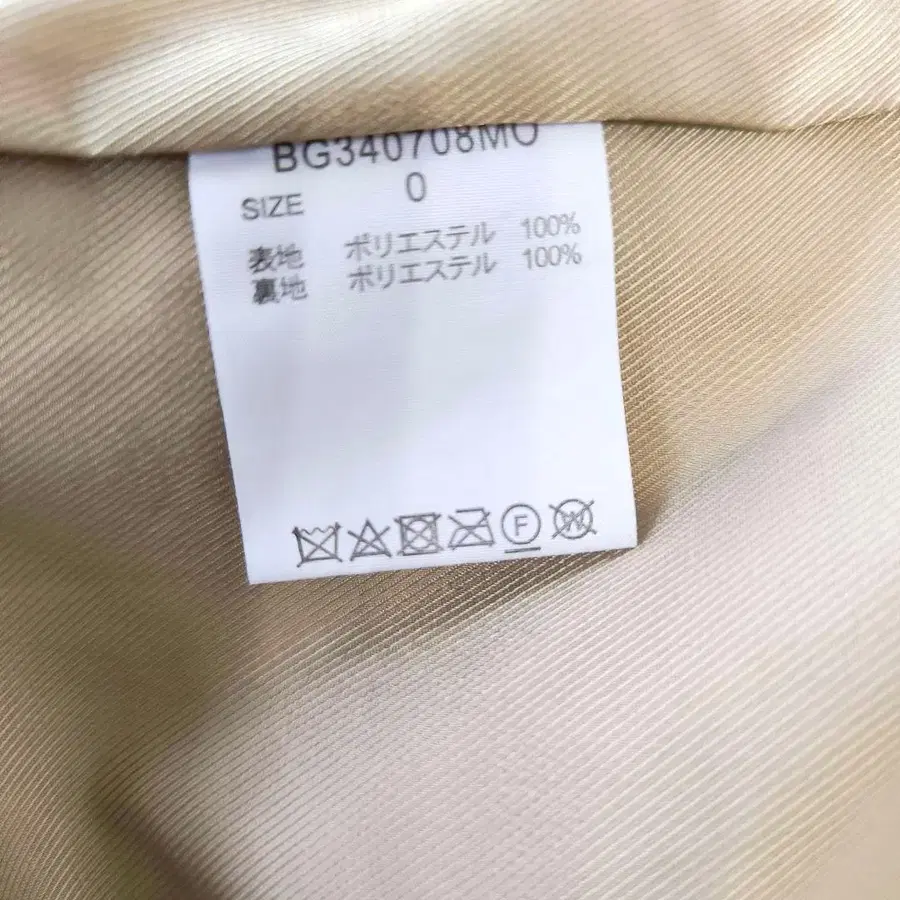 BG340708MO
SIZE 0
表地 ポリエステル 100%
裏地 ポリエステル 100%
F W